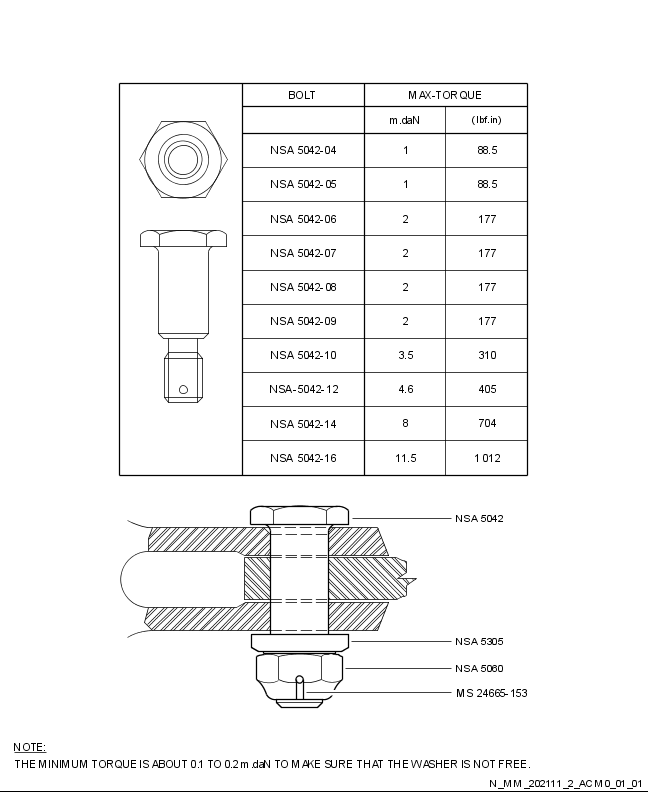 BOLT MAX-TORQUE
m.daN (lbf.in)
NSA 5042-04 1 88.5
NSA 5042-05 1 88.5
NSA 5042-06 2 177
NSA 5042-07 2 177
NSA 5042-08 2 177
NSA 5042-09 2 177
NSA 5042-10 3.5 310
NSA-5042-12 4.6 405
NSA 5042-14 8 704
NSA 5042-16 11.5 1 012
NSA 5042
NSA 5305
NSA 5060
MS 24665-153
NOTE:
THE MINIMUM TORQUE IS ABOUT 0.1 TO 0.2 m.daN TO MAKE SURE THAT THE WASHER IS NOT FREE.
N_MM_202111_2_ACM0_01_01